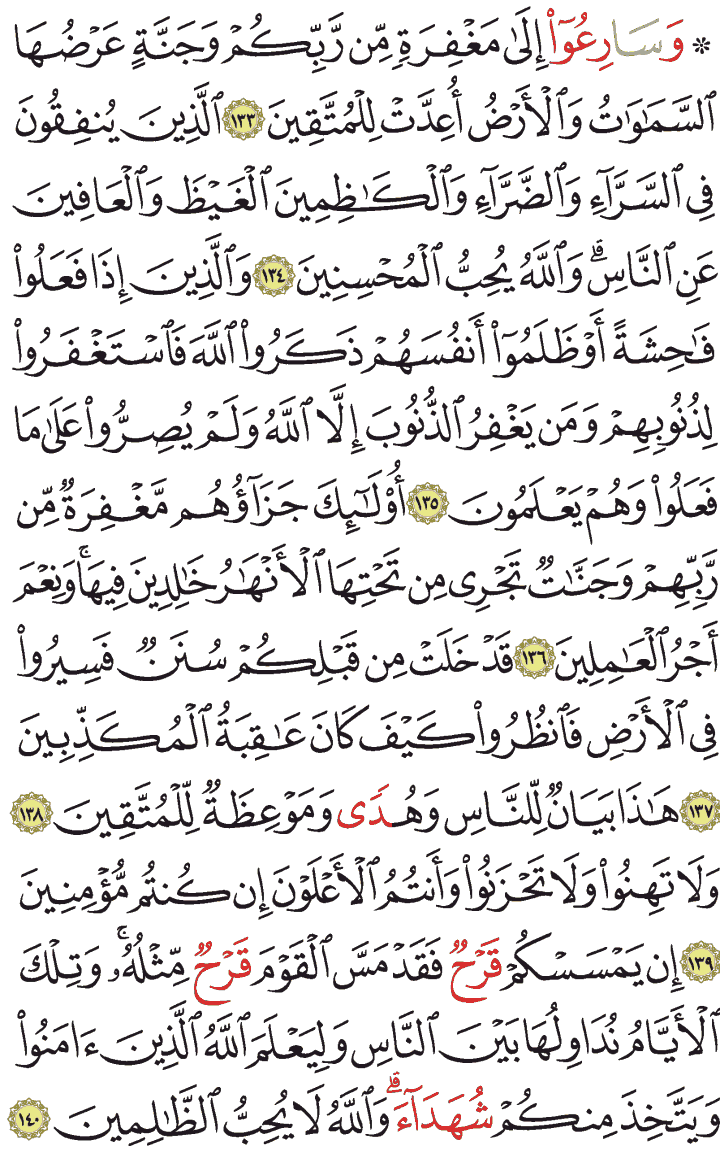 ۞ وَسَارِعُوٓا۟ إِلَىٰ مَغْفِرَةٍ مِّن رَّبِّكُمْ وَجَنَّةٍ عَرْضُهَا
ٱلسَّمَٰوَٰتُ وَٱلْأَرْضُ أُعِدَّتْ لِلْمُتَّقِينَ ١٣٣ ٱلَّذِينَ يُنفِقُونَ
فِى ٱلسَّرَّآءِ وَٱلضَّرَّآءِ وَٱلْكَٰظِمِينَ ٱلْغَيْظَ وَٱلْعَافِينَ
عَنِ ٱلنَّاسِ ۗ وَٱللَّهُ يُحِبُّ ٱلْمُحْسِنِينَ ١٣٤ وَٱلَّذِينَ إِذَا فَعَلُوا۟
فَٰحِشَةً أَوْ ظَلَمُوٓا۟ أَنفُسَهُمْ ذَكَرُوا۟ ٱللَّهَ فَٱسْتَغْفَرُوا۟
لِذُنُوبِهِمْ وَمَن يَغْفِرُ ٱلذُّنُوبَ إِلَّا ٱللَّهُ وَلَمْ يُصِرُّوا۟ عَلَىٰ مَا
فَعَلُوا۟ وَهُمْ يَعْلَمُونَ ١٣٥ أُو۟لَٰٓئِكَ جَزَآؤُهُم مَّغْفِرَةٌ مِّن
رَّبِّهِمْ وَجَنَّٰتٌ تَجْرِى مِن تَحْتِهَا ٱلْأَنْهَٰرُ خَٰلِدِينَ فِيهَا ۚ وَنِعْمَ
أَجْرُ ٱلْعَٰمِلِينَ ١٣٦ قَدْ خَلَتْ مِن قَبْلِكُمْ سُنَنٌ فَسِيرُوا۟
فِى ٱلْأَرْضِ فَٱنظُرُوا۟ كَيْفَ كَانَ عَٰقِبَةُ ٱلْمُكَذِّبِينَ
١٣٧ هَٰذَا بَيَانٌ لِّلنَّاسِ وَهُدًى وَمَوْعِظَةٌ لِّلْمُتَّقِينَ ١٣٨
وَلَا تَهِنُوا۟ وَلَا تَحْزَنُوا۟ وَأَنتُمُ ٱلْأَعْلَوْنَ إِن كُنتُم مُّؤْمِنِينَ
١٣٩ إِن يَمْسَسْكُمْ قَرْحٌ فَقَدْ مَسَّ ٱلْقَوْمَ قَرْحٌ مِّثْلُهُۥ ۚ وَتِلْكَ
ٱلْأَيَّامُ نُدَاوِلُهَا بَيْنَ ٱلنَّاسِ وَلِيَعْلَمَ ٱللَّهُ ٱلَّذِينَ ءَامَنُوا۟
وَيَتَّخِذَ مِنكُمْ شُهَدَآءَ ۗ وَٱللَّهُ لَا يُحِبُّ ٱلظَّٰلِمِينَ ١٤٠